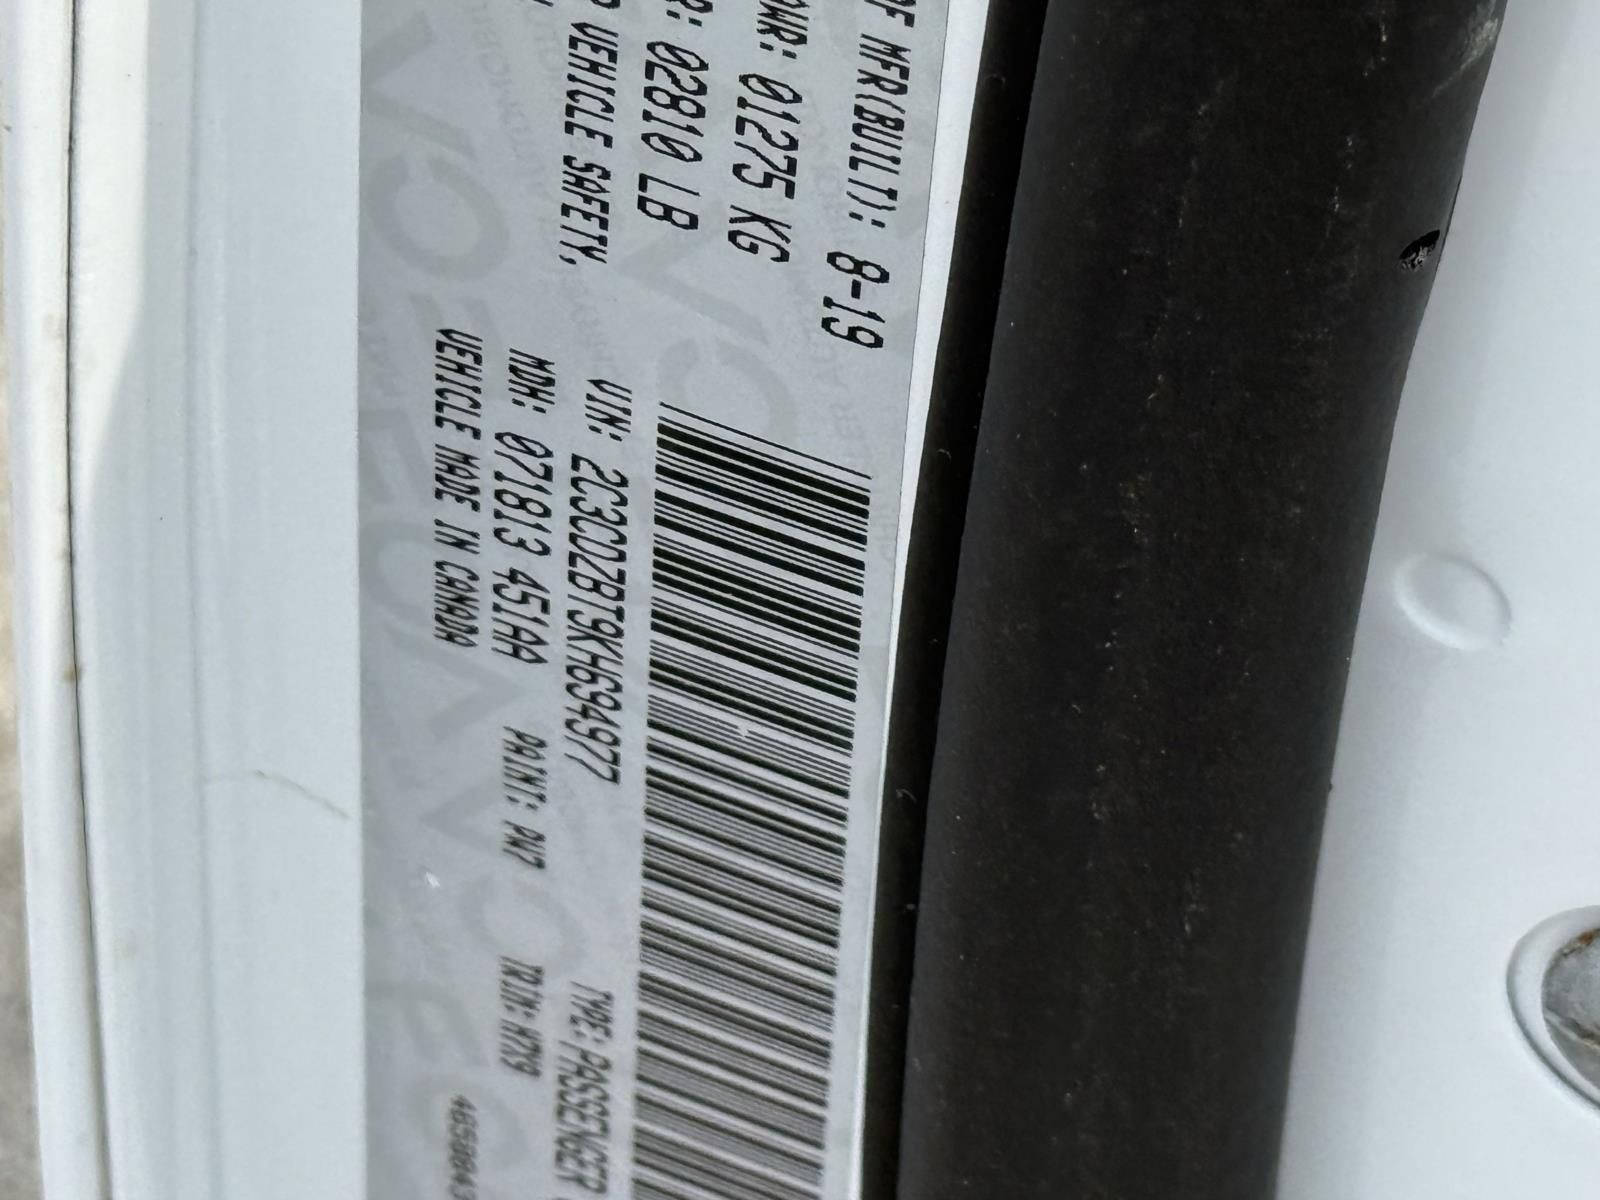 OF MFR(BUILT): 8-19
GAWR: 01275 KG
R: 02810 LB
VEHICLE SAFETY,
VIN: 2C3CDZBT9KH694977
TYPE: PASSENGER
MDH: 071813 451AA PAINT: PW7 TRIM: H7X9
VEHICLE MADE IN CANADA